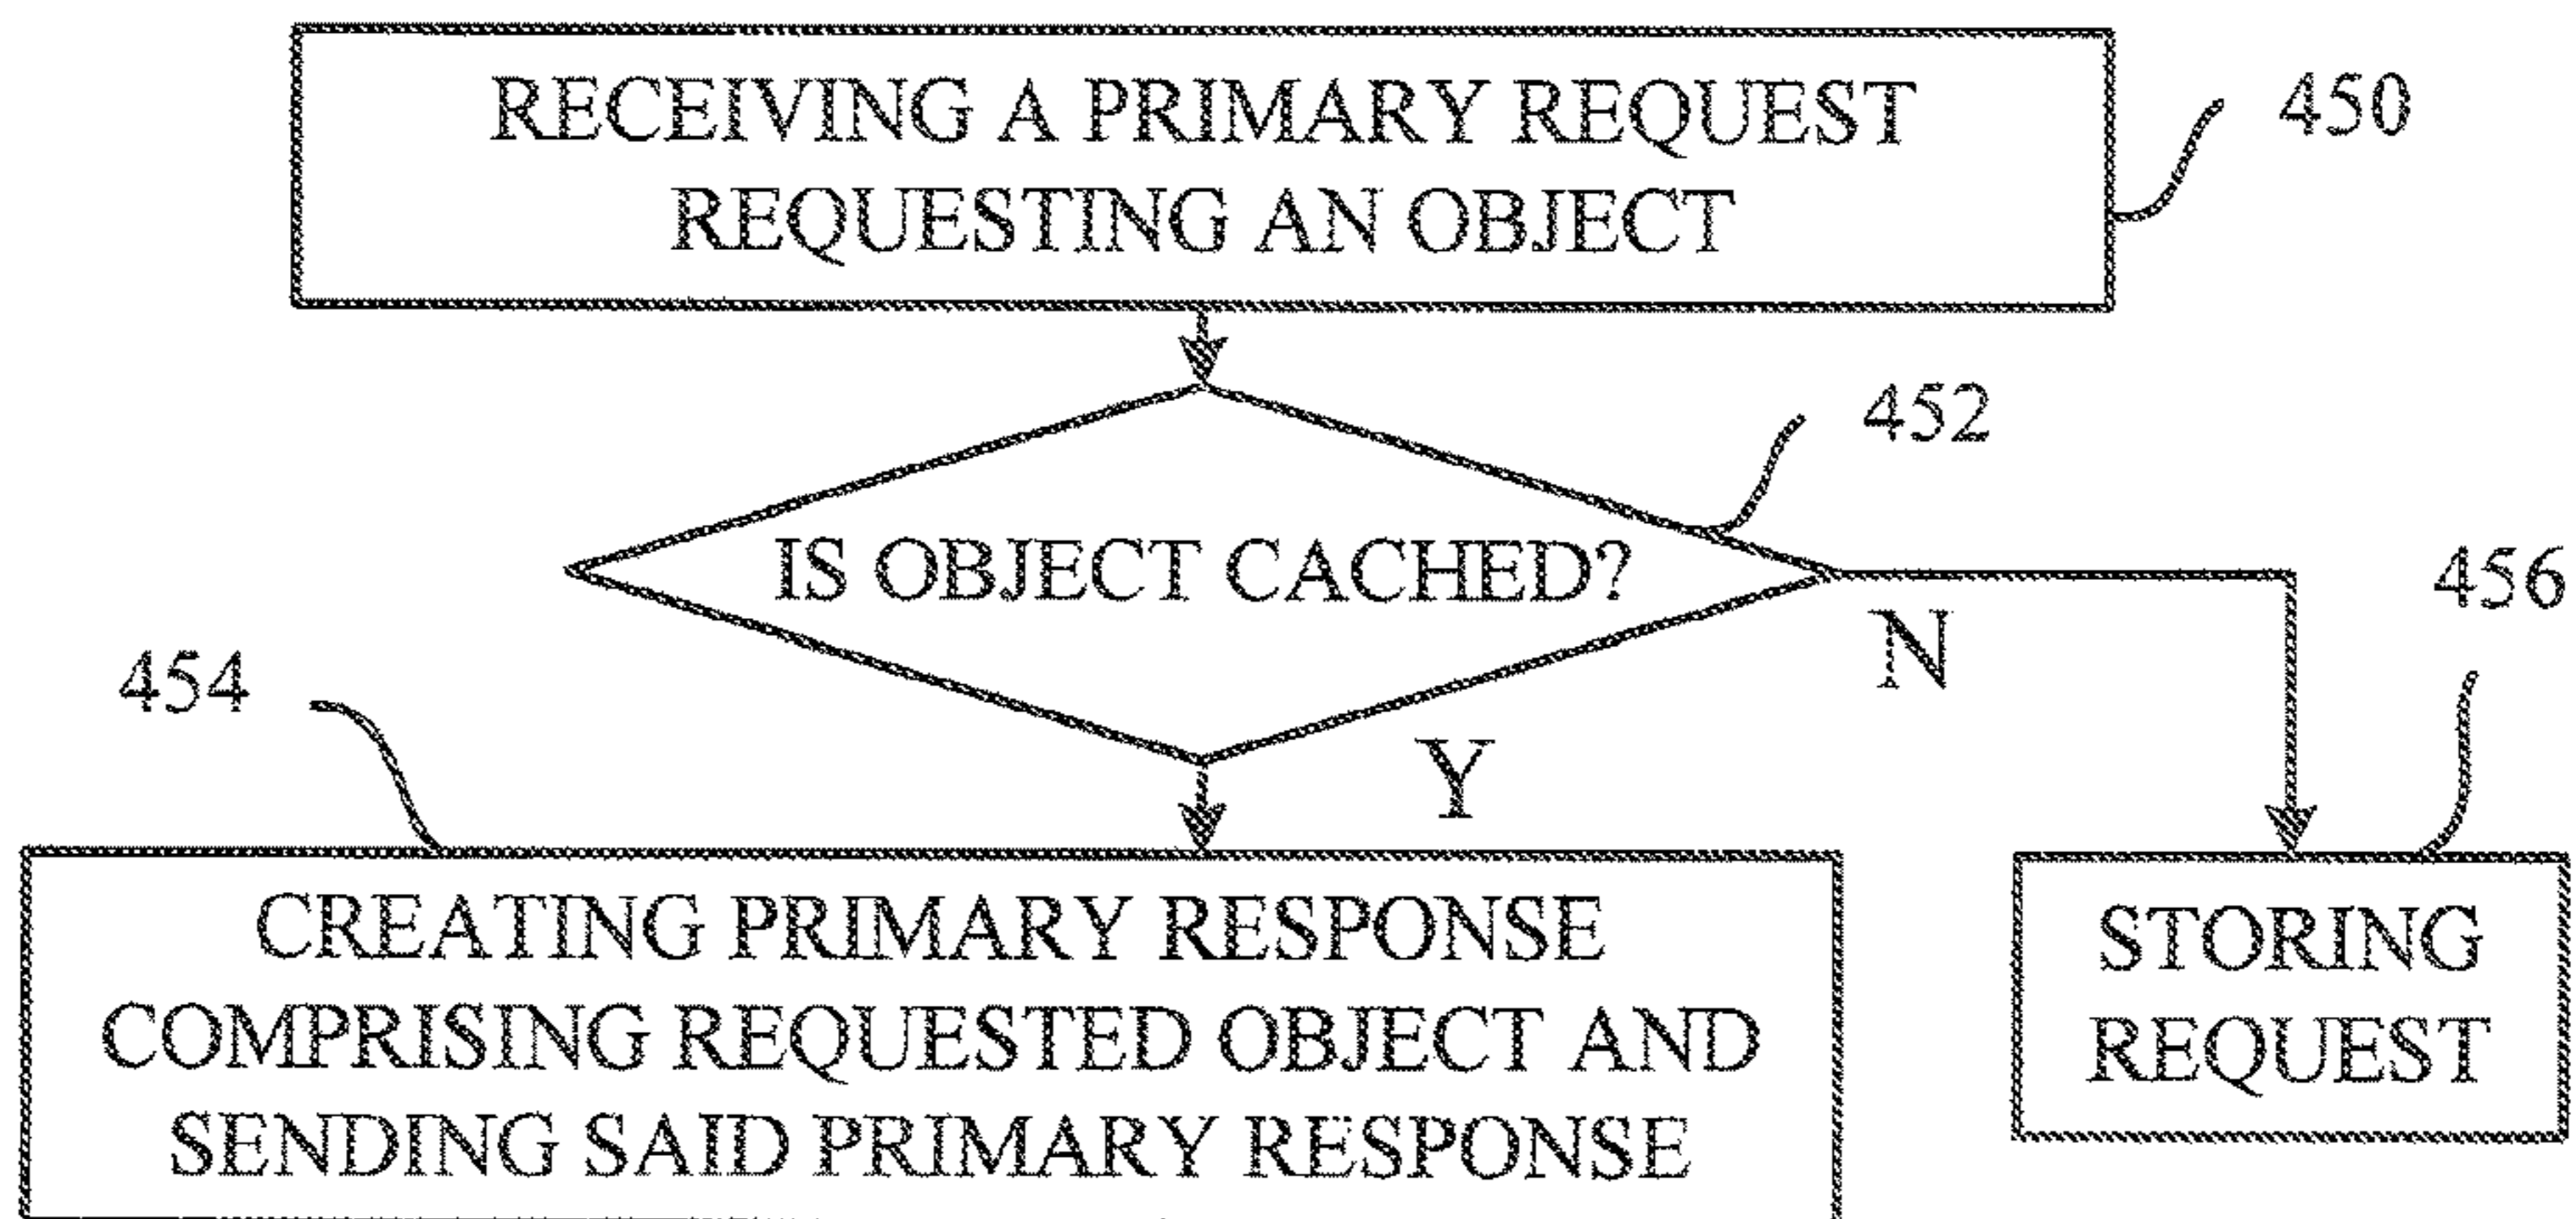 RECEIVING A PRIMARY REQUEST
REQUESTING AN OBJECT
450
452
IS OBJECT CACHED?
456
N
454
Y
CREATING PRIMARY RESPONSE
COMPRISING REQUESTED OBJECT AND
SENDING SAID PRIMARY RESPONSE
STORING
REQUEST